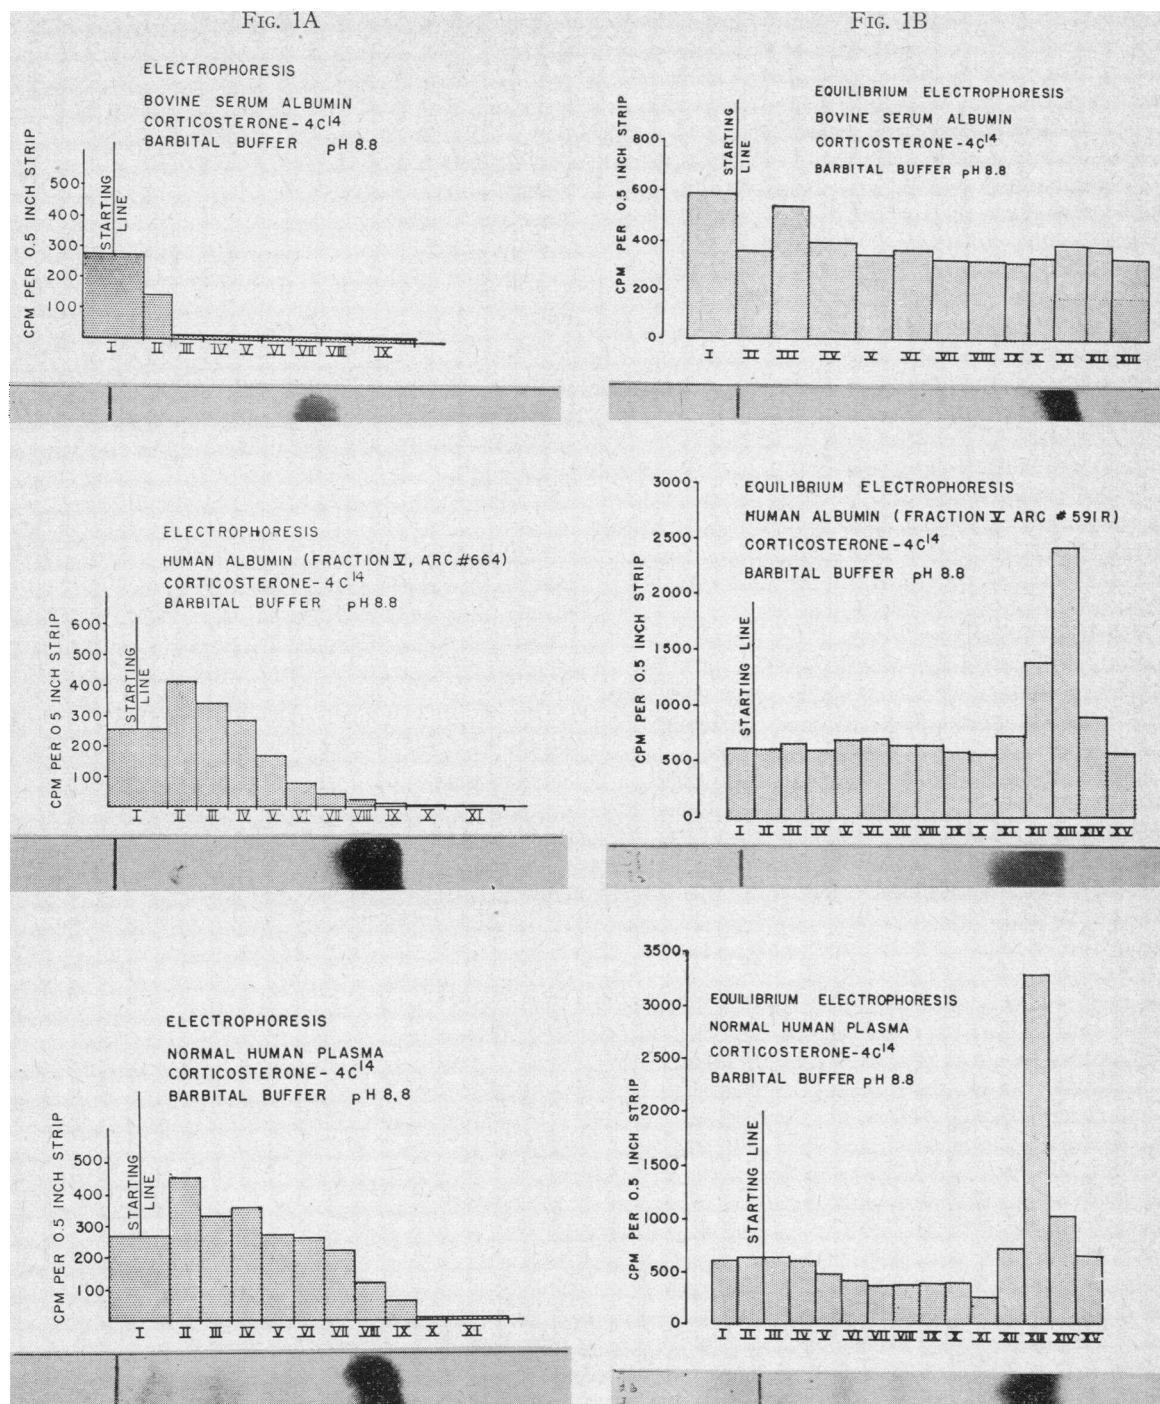 FIG. 1A
ELECTROPHORESIS
BOVINE SERUM ALBUMIN
CORTICOSTERONE-4C14
BARBITAL BUFFER pH 8.8
CPM PER 0.5 INCH STRIP
500
400
300
200
100
STARTING
LINE
I II III IV V VI VII VIII IX
FIG. 1B
EQUILIBRIUM ELECTROPHORESIS
BOVINE SERUM ALBUMIN
CORTICOSTERONE-4C14
BARBITAL BUFFER pH 8.8
CPM PER 0.5 INCH STRIP
800
600
400
200
0
STARTING
LINE
I II III IV V VI VII VIII IX X XI XII XIII
ELECTROPHORESIS
HUMAN ALBUMIN (FRACTION V, ARC #664)
CORTICOSTERONE-4C14
BARBITAL BUFFER pH 8.8
CPM PER 0.5 INCH STRIP
600
500
400
300
200
100
STARTING
LINE
I II III IV V VI VII VIII IX X XI
EQUILIBRIUM ELECTROPHORESIS
HUMAN ALBUMIN (FRACTION V ARC #591R)
CORTICOSTERONE-4C14
BARBITAL BUFFER pH 8.8
CPM PER 0.5 INCH STRIP
3000
2500
2000
1500
1000
500
0
STARTING LINE
I II III IV V VI VII VIII IX X XI XII XIII XIV XV
ELECTROPHORESIS
NORMAL HUMAN PLASMA
CORTICOSTERONE-4C14
BARBITAL BUFFER pH 8,8
CPM PER 0.5 INCH STRIP
500
400
300
200
100
STARTING
LINE
I II III IV V VI VII VIII IX X XI
EQUILIBRIUM ELECTROPHORESIS
NORMAL HUMAN PLASMA
CORTICOSTERONE-4C14
BARBITAL BUFFER pH 8.8
CPM PER 0.5 INCH STRIP
3500
3000
2500
2000
1500
1000
500
0
STARTING LINE
I II III IV V VI VII VIII IX X XI XII XIII XIV XV